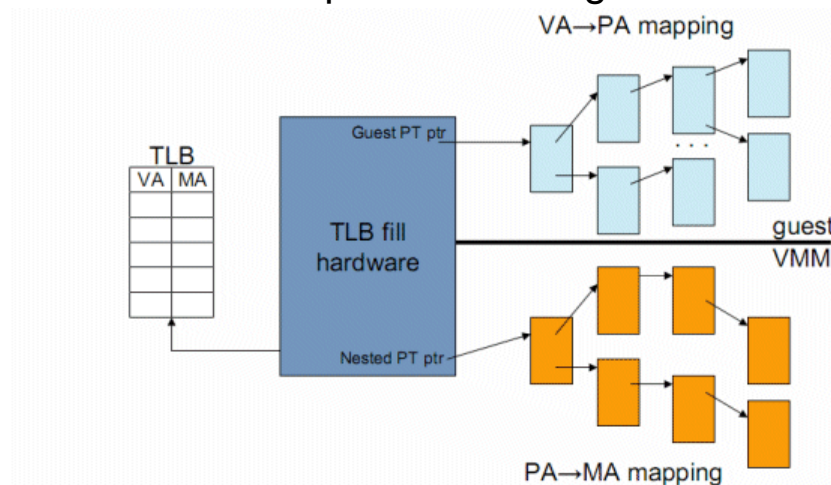 VA→PA mapping
Guest PT ptr
TLB
VA MA
TLB fill
hardware
guest
VMM
Nested PT ptr
PA→MA mapping